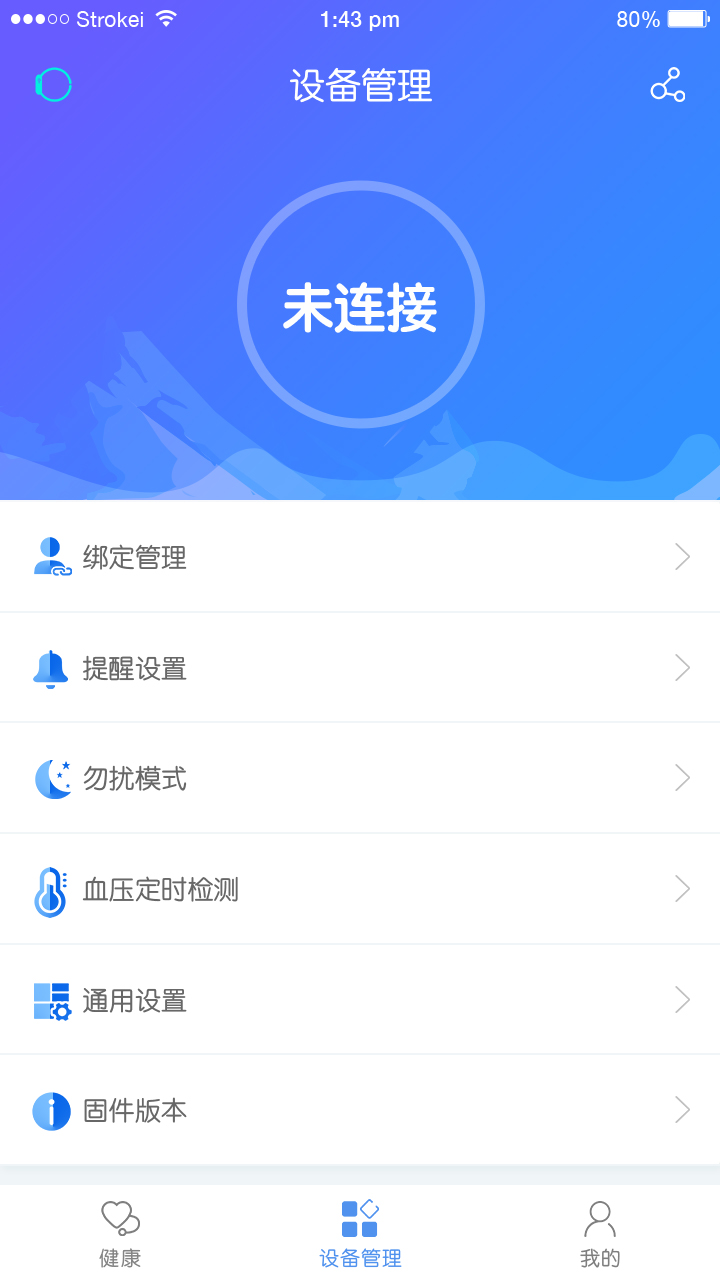 Strokei 1:43 pm 80%
设备管理
未连接
绑定管理
提醒设置
勿扰模式
血压定时检测
通用设置
固件版本
健康 设备管理 我的